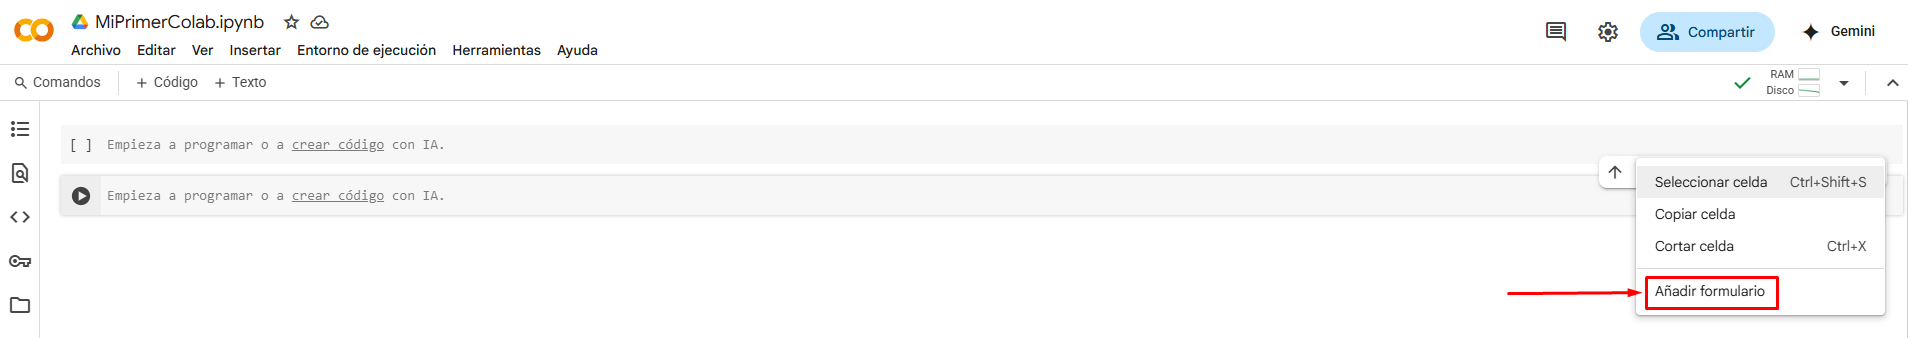 MiPrimerColab.ipynb
Archivo Editar Ver Insertar Entorno de ejecución Herramientas Ayuda
Compartir
Gemini
Comandos + Código + Texto
RAM
Disco
[ ] Empieza a programar o a crear código con IA.
Empieza a programar o a crear código con IA.
Seleccionar celda Ctrl+Shift+S
Copiar celda
Cortar celda Ctrl+X
Añadir formulario